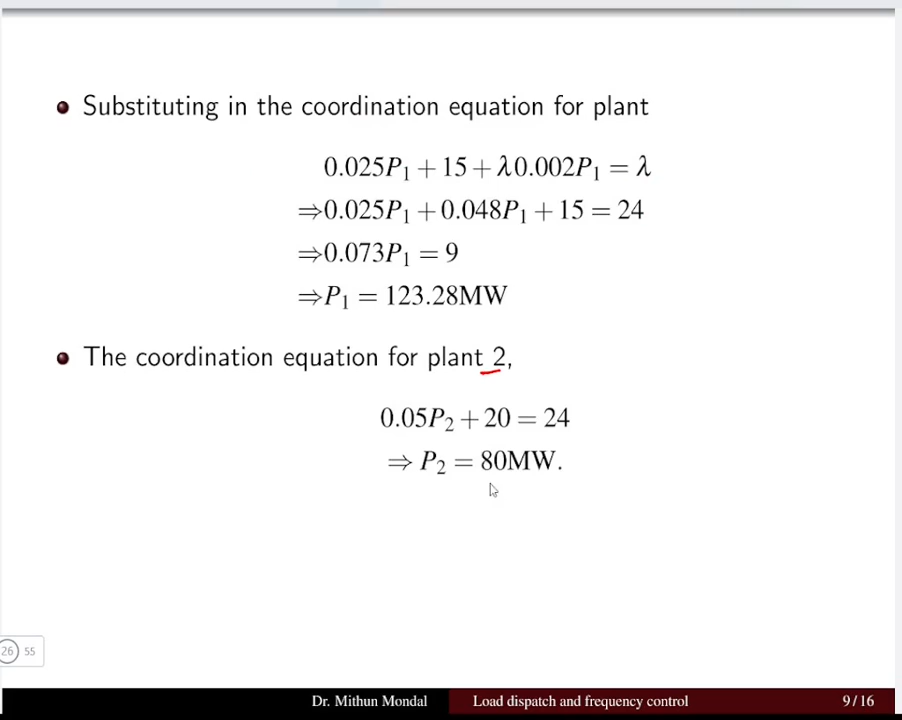 Substituting in the coordination equation for plant
0.025P₁ + 15 + λ0.002P₁ = λ
⇒0.025P₁ + 0.048P₁ + 15 = 24
⇒0.073P₁ = 9
⇒P₁ = 123.28MW
The coordination equation for plant 2,
0.05P₂ + 20 = 24
⇒ P₂ = 80MW.
26 55
Dr. Mithun Mondal Load dispatch and frequency control 9/16